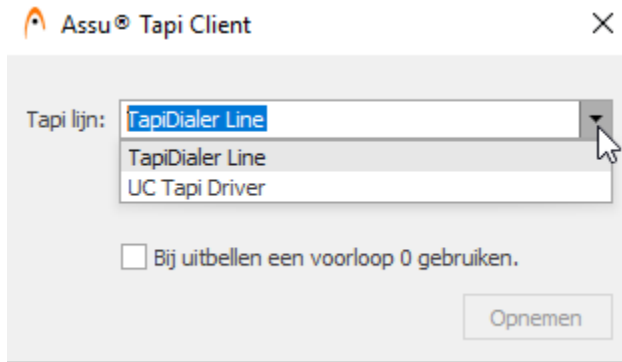 Assu® Tapi Client
Tapi lijn: TapiDialer Line
TapiDialer Line
UC Tapi Driver
Bij uitbellen een voorloop 0 gebruiken.
Opnemen